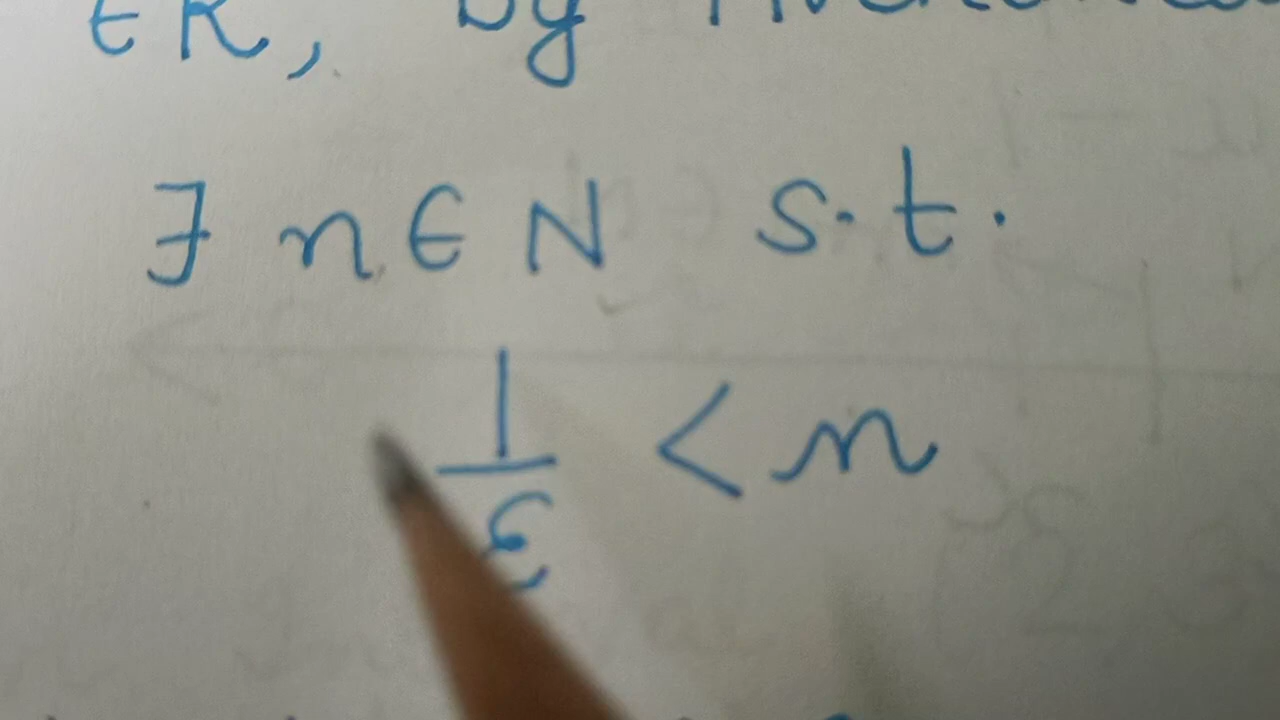 ∈ R, by
∃ n ∈ N s.t.
1/ε < n